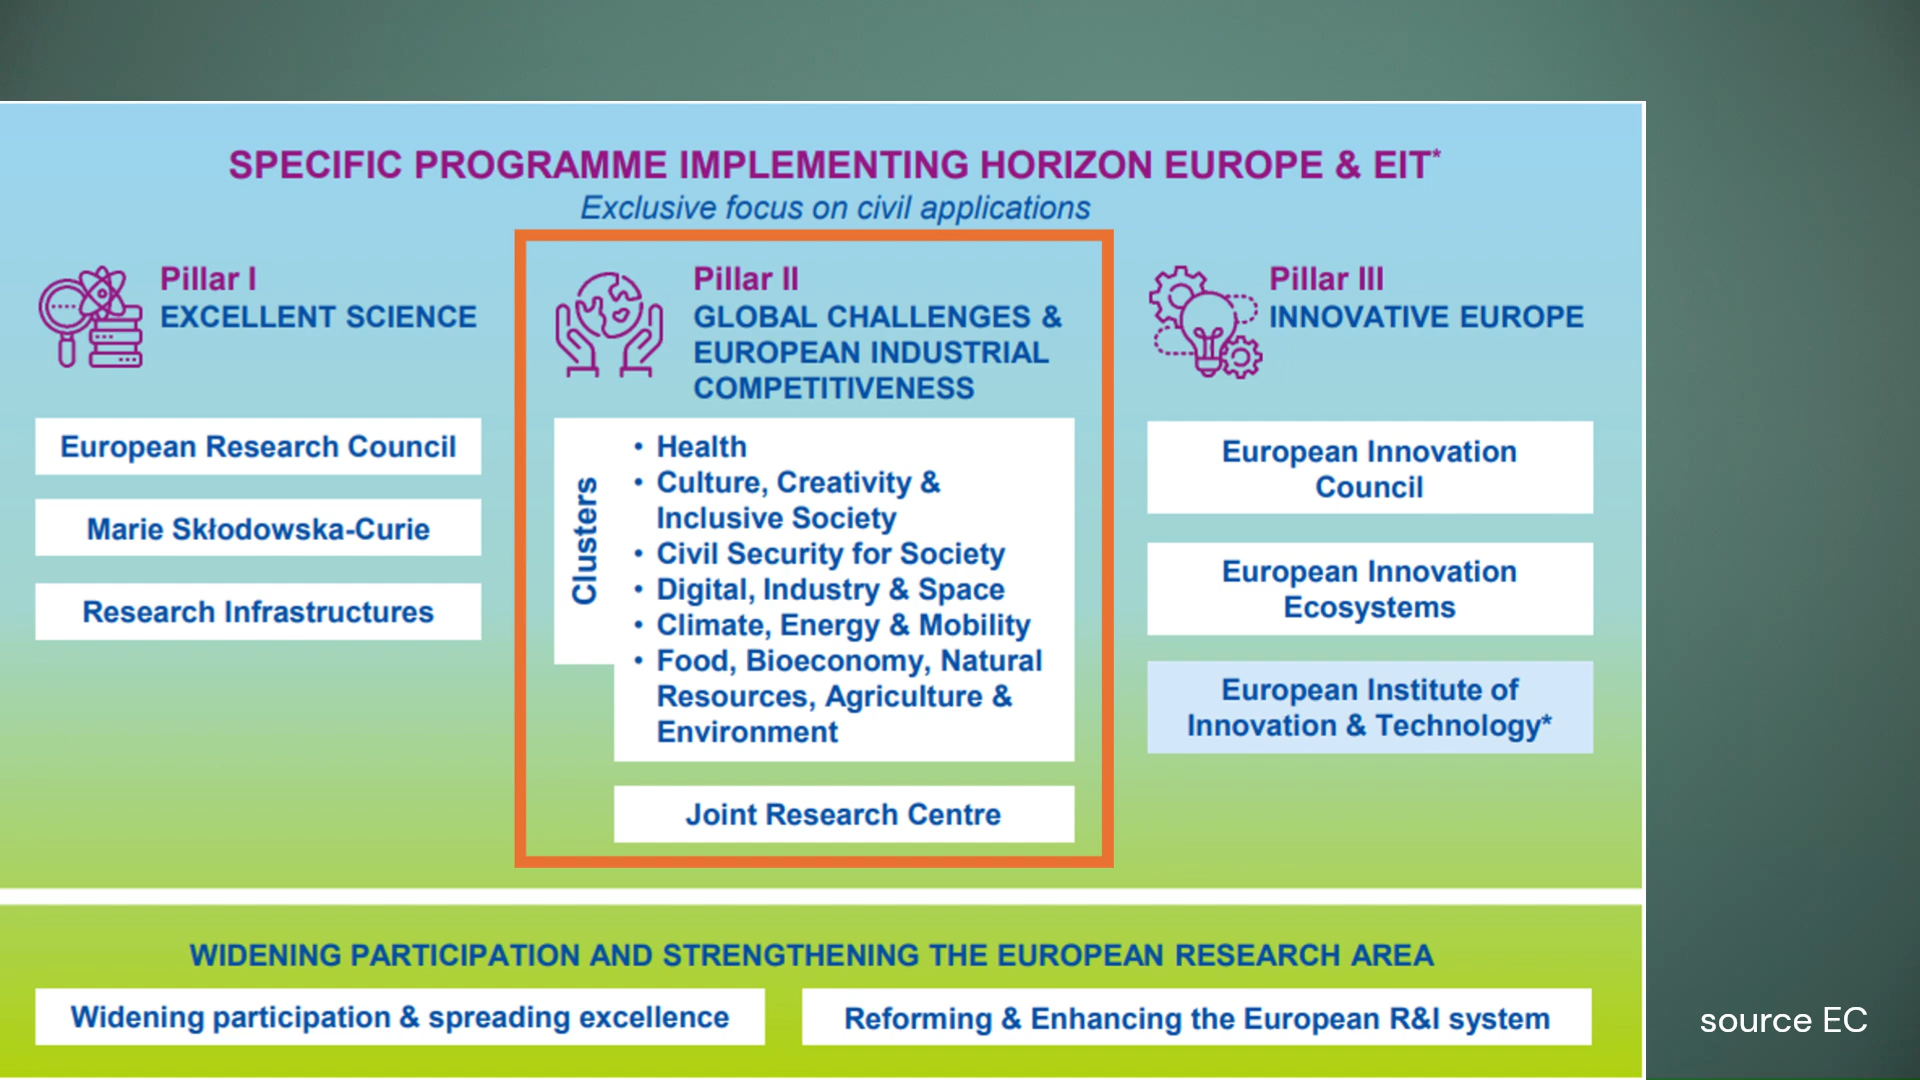 SPECIFIC PROGRAMME IMPLEMENTING HORIZON EUROPE & EIT*
Exclusive focus on civil applications
Pillar I
EXCELLENT SCIENCE
European Research Council
Marie Skłodowska-Curie
Research Infrastructures
Pillar II
GLOBAL CHALLENGES &
EUROPEAN INDUSTRIAL
COMPETITIVENESS
Clusters
• Health
• Culture, Creativity &
Inclusive Society
• Civil Security for Society
• Digital, Industry & Space
• Climate, Energy & Mobility
• Food, Bioeconomy, Natural
Resources, Agriculture &
Environment
Joint Research Centre
Pillar III
INNOVATIVE EUROPE
European Innovation
Council
European Innovation
Ecosystems
European Institute of
Innovation & Technology*
WIDENING PARTICIPATION AND STRENGTHENING THE EUROPEAN RESEARCH AREA
Widening participation & spreading excellence
Reforming & Enhancing the European R&I system
source EC